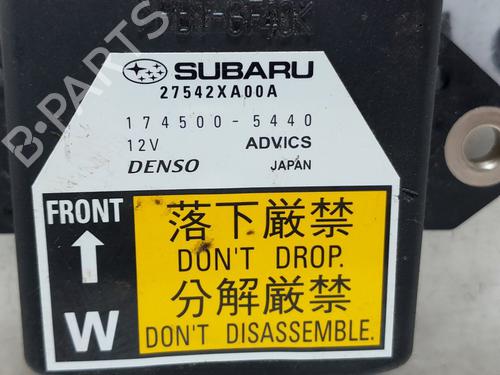 SUBARU
27542XA00A
174500-5440
12V ADVICS
DENSO JAPAN
FRONT
W
落下厳禁
DON'T DROP.
分解厳禁
DON'T DISASSEMBLE.
B-PARTS